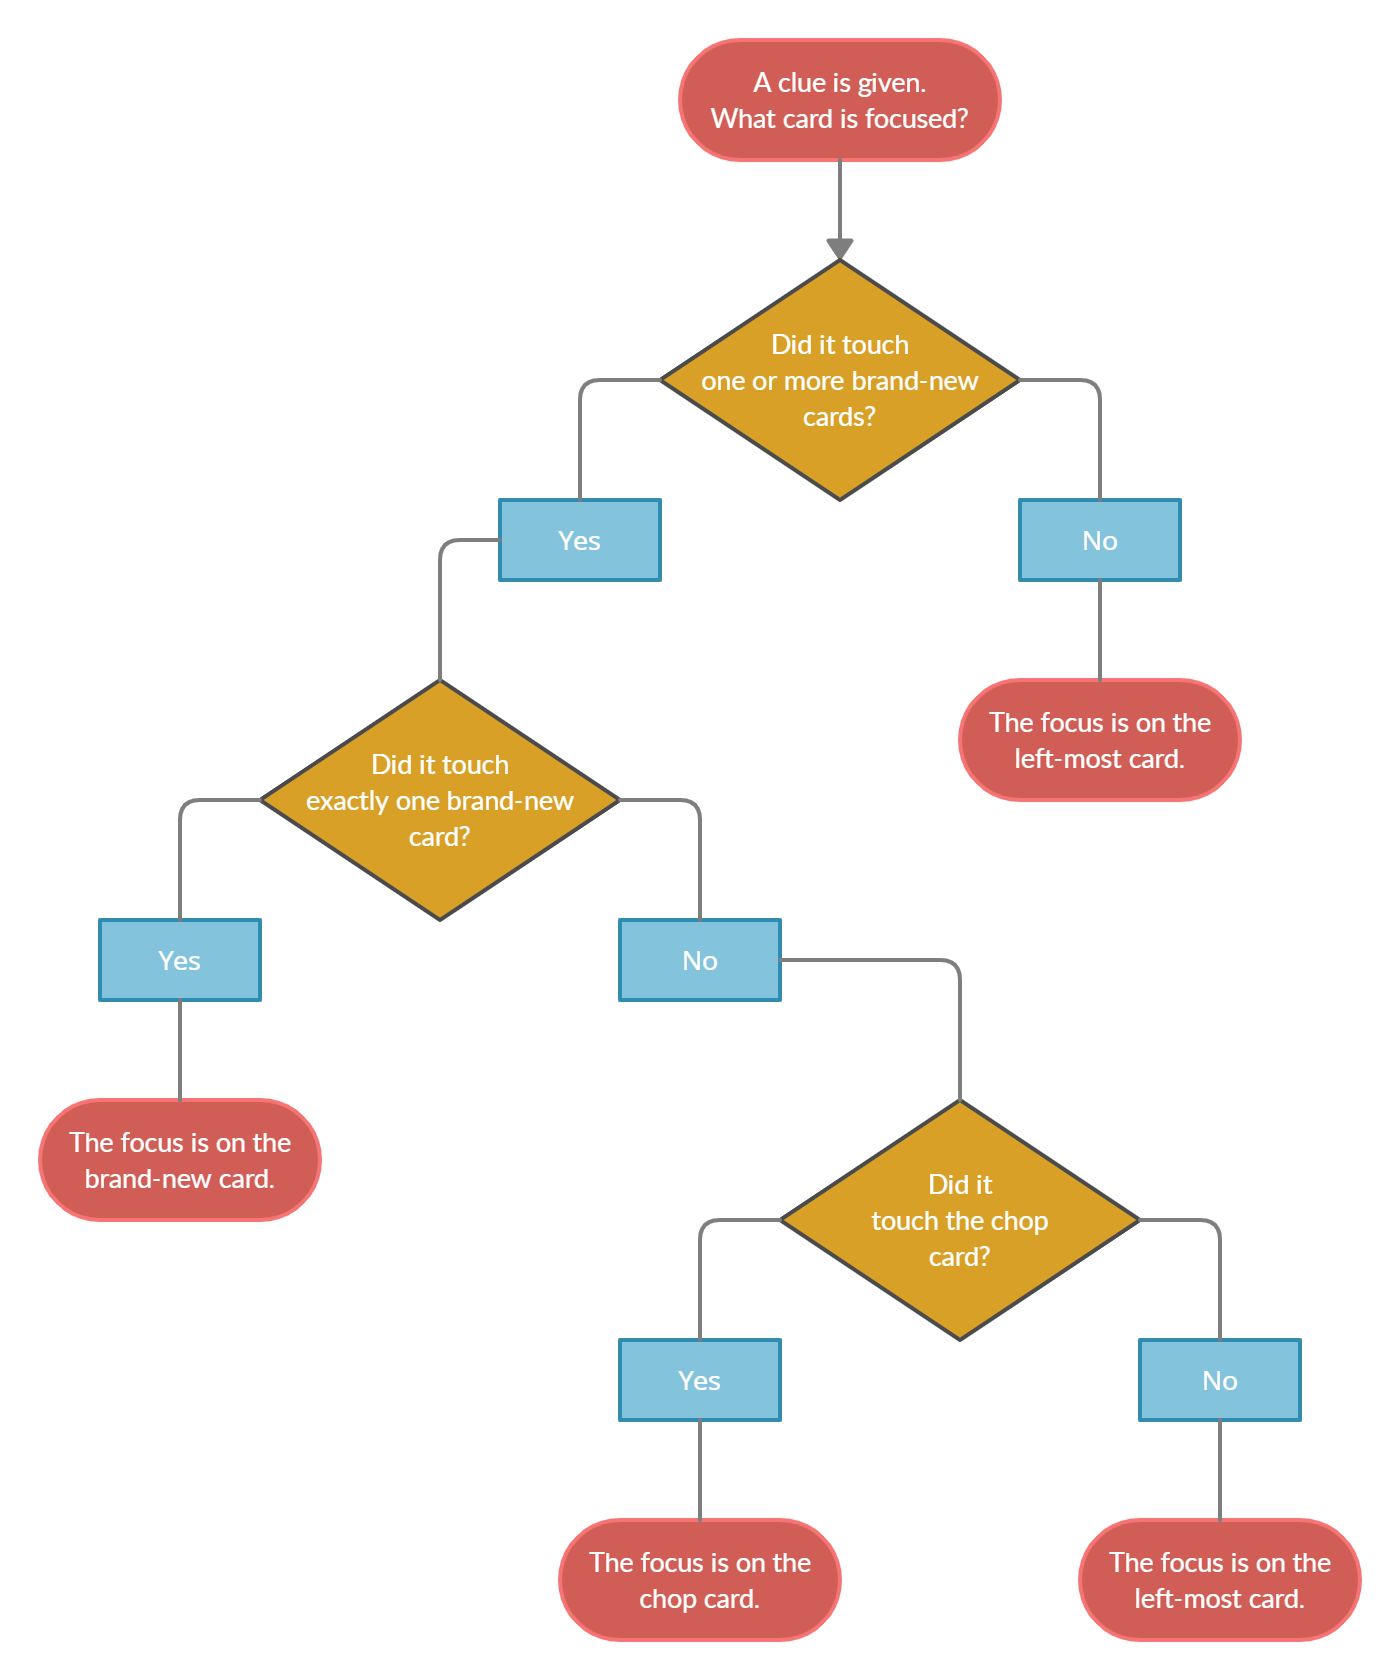 A clue is given.
What card is focused?
Did it touch
one or more brand-new
cards?
Yes
No
The focus is on the
left-most card.
Did it touch
exactly one brand-new
card?
Yes
No
The focus is on the
brand-new card.
Did it
touch the chop
card?
Yes
No
The focus is on the
chop card.
The focus is on the
left-most card.